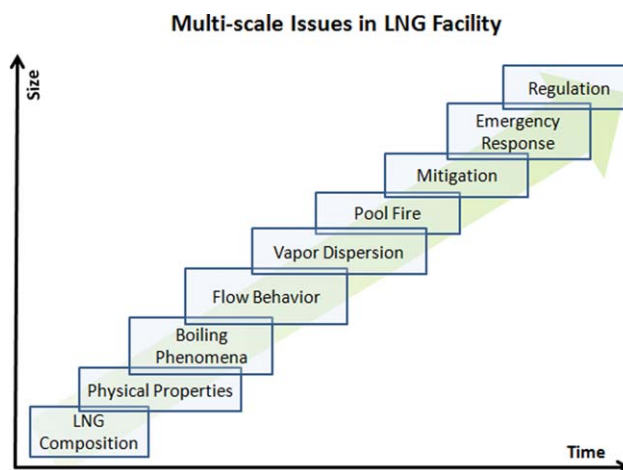 Multi-scale Issues in LNG Facility
Size
Regulation
Emergency
Response
Mitigation
Pool Fire
Vapor Dispersion
Flow Behavior
Boiling
Phenomena
Physical Properties
LNG
Composition
Time